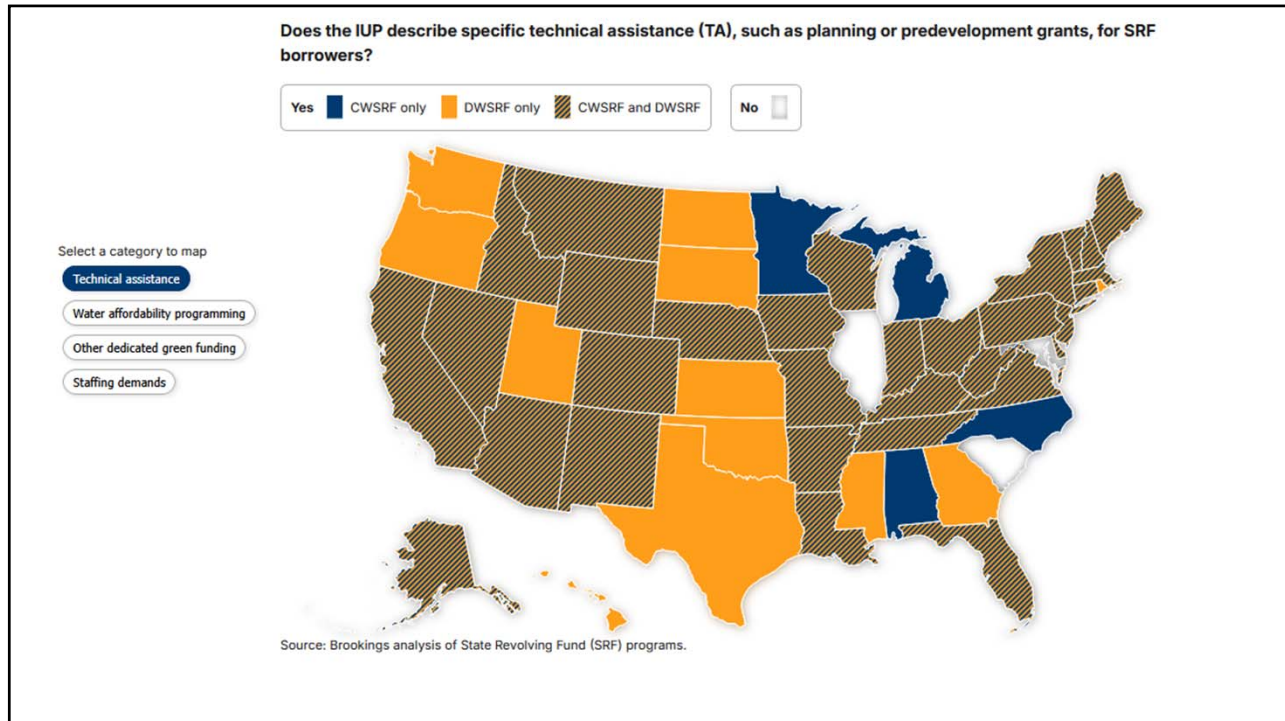 Does the IUP describe specific technical assistance (TA), such as planning or predevelopment grants, for SRF
borrowers?
Yes CWSRF only DWSRF only CWSRF and DWSRF No
Select a category to map
Technical assistance
Water affordability programming
Other dedicated green funding
Staffing demands
Source: Brookings analysis of State Revolving Fund (SRF) programs.